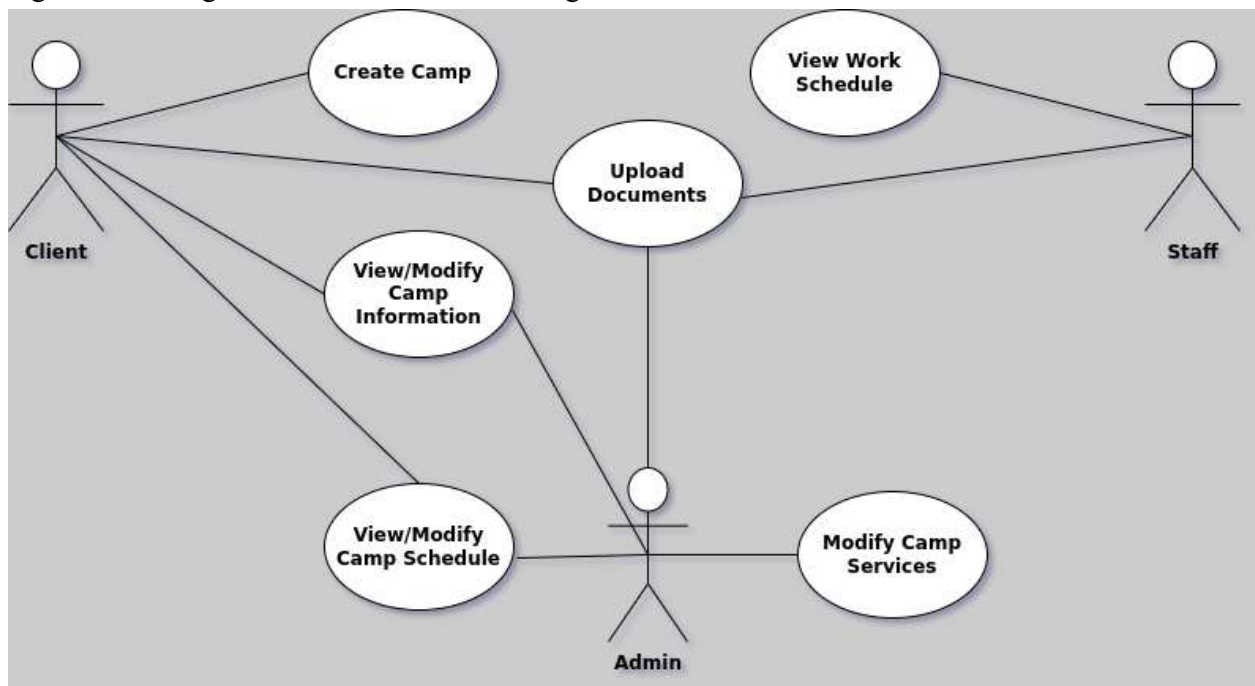 Create Camp
View Work
Schedule
Upload
Documents
Client
Staff
View/Modify
Camp
Information
View/Modify
Camp Schedule
Modify Camp
Services
Admin